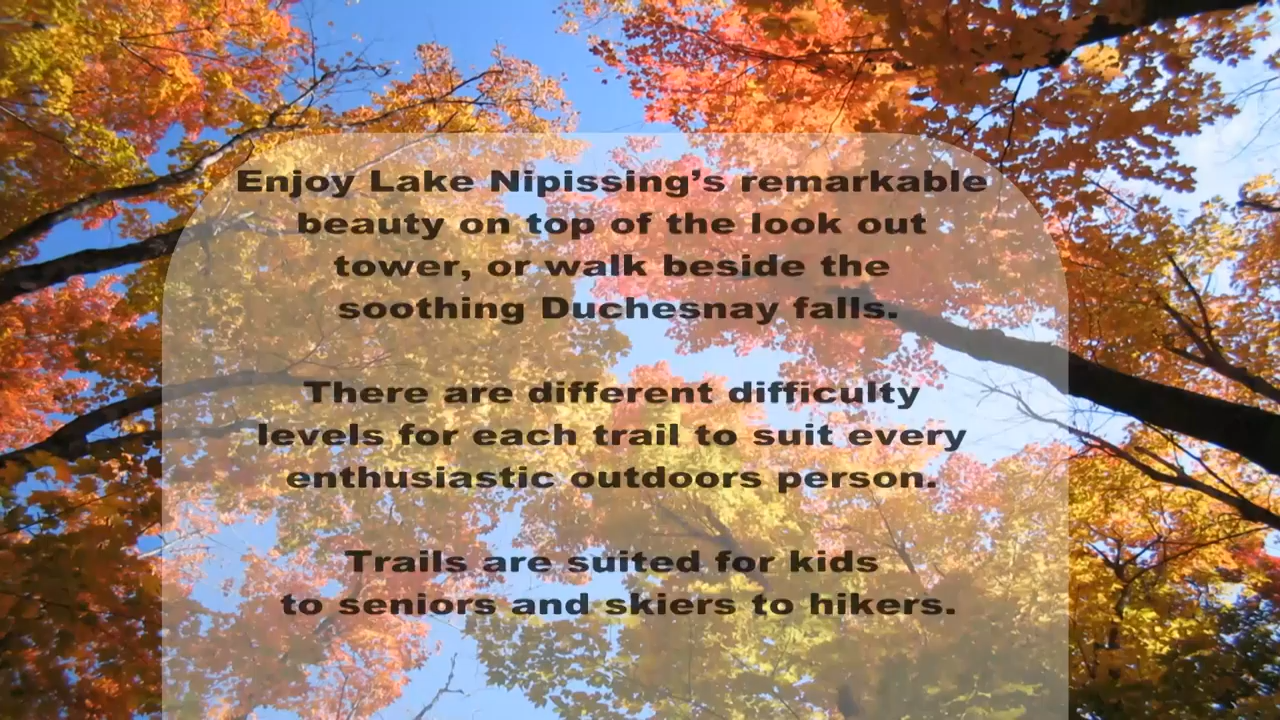 Enjoy Lake Nipissing’s remarkable
beauty on top of the look out
tower, or walk beside the
soothing Duchesnay falls.
There are different difficulty
levels for each trail to suit every
enthusiastic outdoors person.
Trails are suited for kids
to seniors and skiers to hikers.